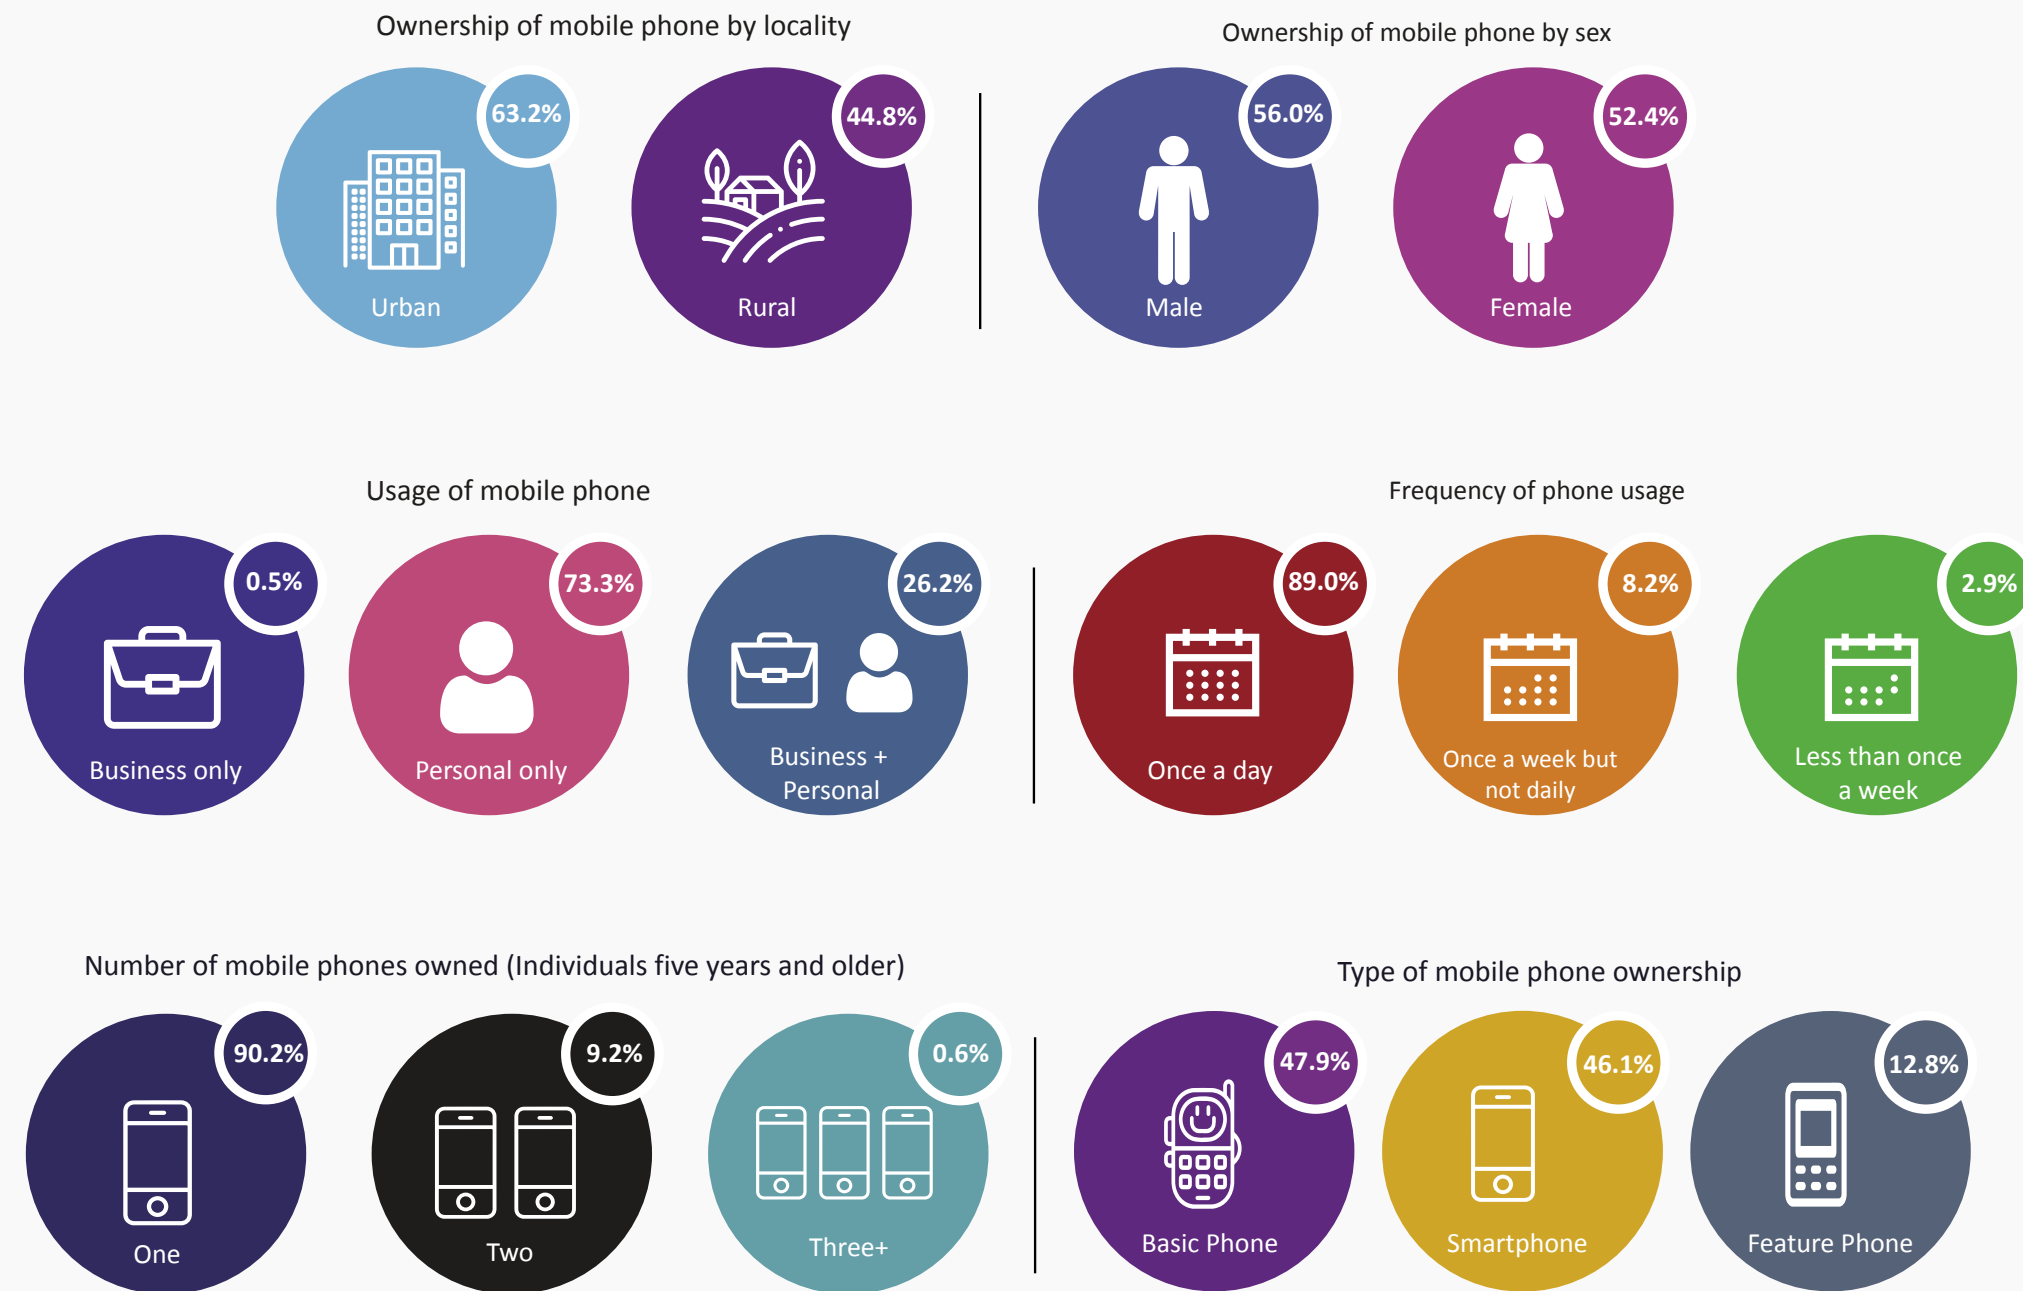 Ownership of mobile phone by locality
63.2%
Urban
44.8%
Rural
Ownership of mobile phone by sex
56.0%
Male
52.4%
Female
Usage of mobile phone
0.5%
Business only
73.3%
Personal only
26.2%
Business +
Personal
Frequency of phone usage
89.0%
Once a day
8.2%
Once a week but
not daily
2.9%
Less than once
a week
Number of mobile phones owned (Individuals five years and older)
90.2%
One
9.2%
Two
0.6%
Three+
Type of mobile phone ownership
47.9%
Basic Phone
46.1%
Smartphone
12.8%
Feature Phone